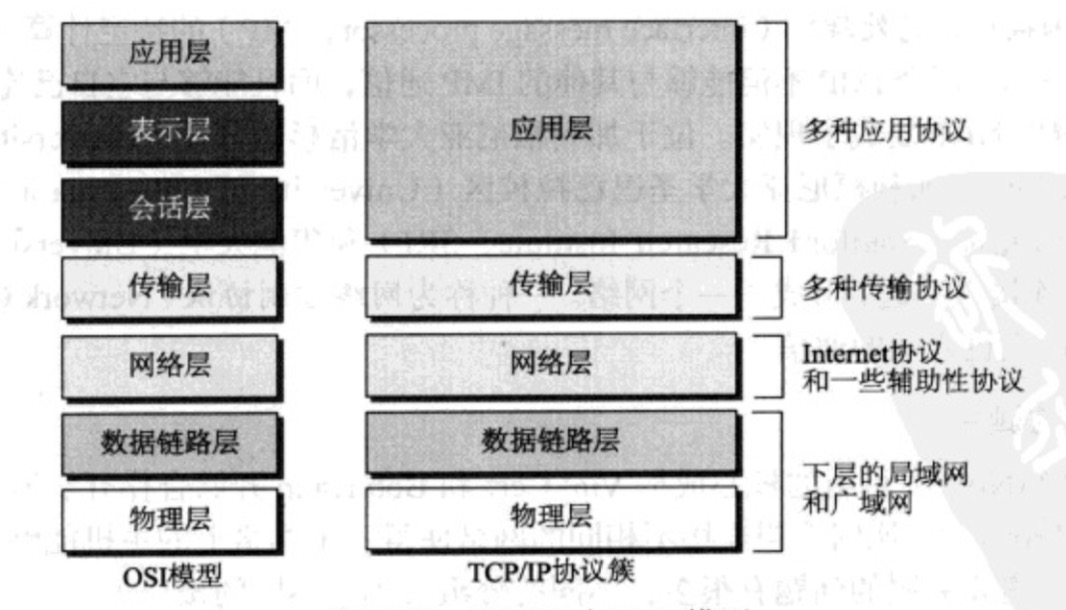 应用层
表示层
会话层
传输层
网络层
数据链路层
物理层
OSI模型
应用层
传输层
网络层
数据链路层
物理层
TCP/IP协议簇
多种应用协议
多种传输协议
Internet协议
和一些辅助性协议
下层的局域网
和广域网